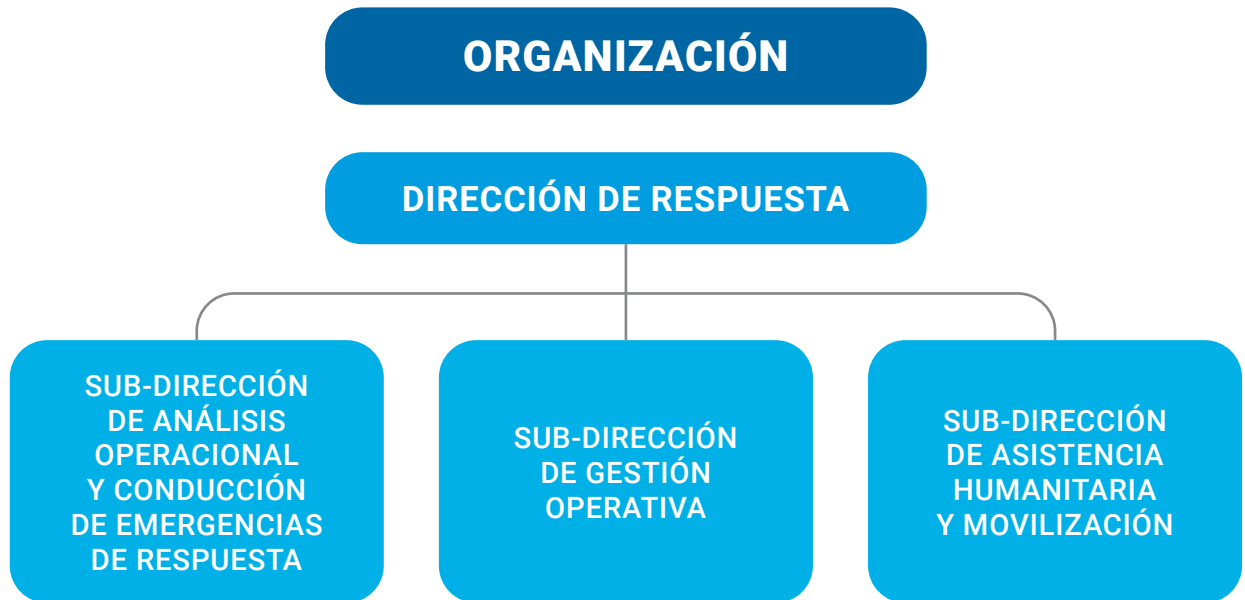 ORGANIZACIÓN
DIRECCIÓN DE RESPUESTA
SUB-DIRECCIÓN
DE ANÁLISIS
OPERACIONAL
Y CONDUCCIÓN
DE EMERGENCIAS
DE RESPUESTA
SUB-DIRECCIÓN
DE GESTIÓN
OPERATIVA
SUB-DIRECCIÓN
DE ASISTENCIA
HUMANITARIA
Y MOVILIZACIÓN